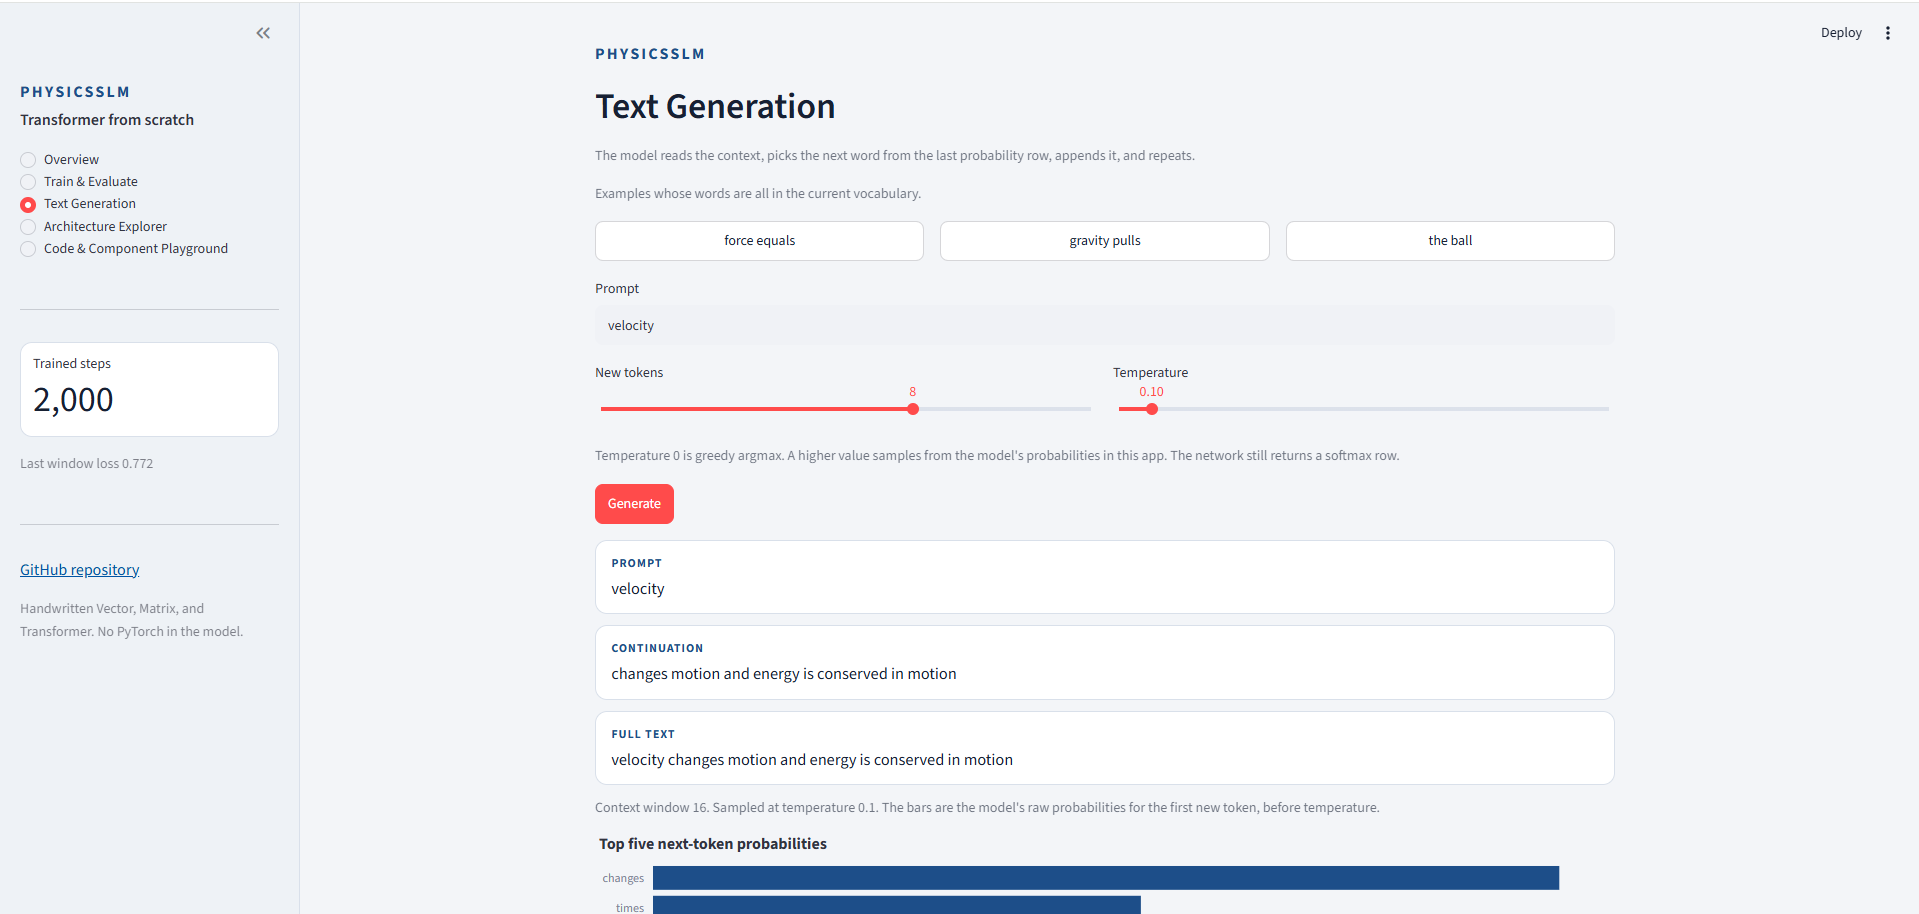 PHYSICSSLM
Transformer from scratch
Overview
Train & Evaluate
Text Generation
Architecture Explorer
Code & Component Playground
Trained steps
2,000
Last window loss 0.772
GitHub repository
Handwritten Vector, Matrix, and
Transformer. No PyTorch in the model.
Deploy
PHYSICSSLM
Text Generation
The model reads the context, picks the next word from the last probability row, appends it, and repeats.
Examples whose words are all in the current vocabulary.
force equals
gravity pulls
the ball
Prompt
velocity
New tokens
8
Temperature
0.10
Temperature 0 is greedy argmax. A higher value samples from the model's probabilities in this app. The network still returns a softmax row.
Generate
PROMPT
velocity
CONTINUATION
changes motion and energy is conserved in motion
FULL TEXT
velocity changes motion and energy is conserved in motion
Context window 16. Sampled at temperature 0.1. The bars are the model's raw probabilities for the first new token, before temperature.
Top five next-token probabilities
changes
times